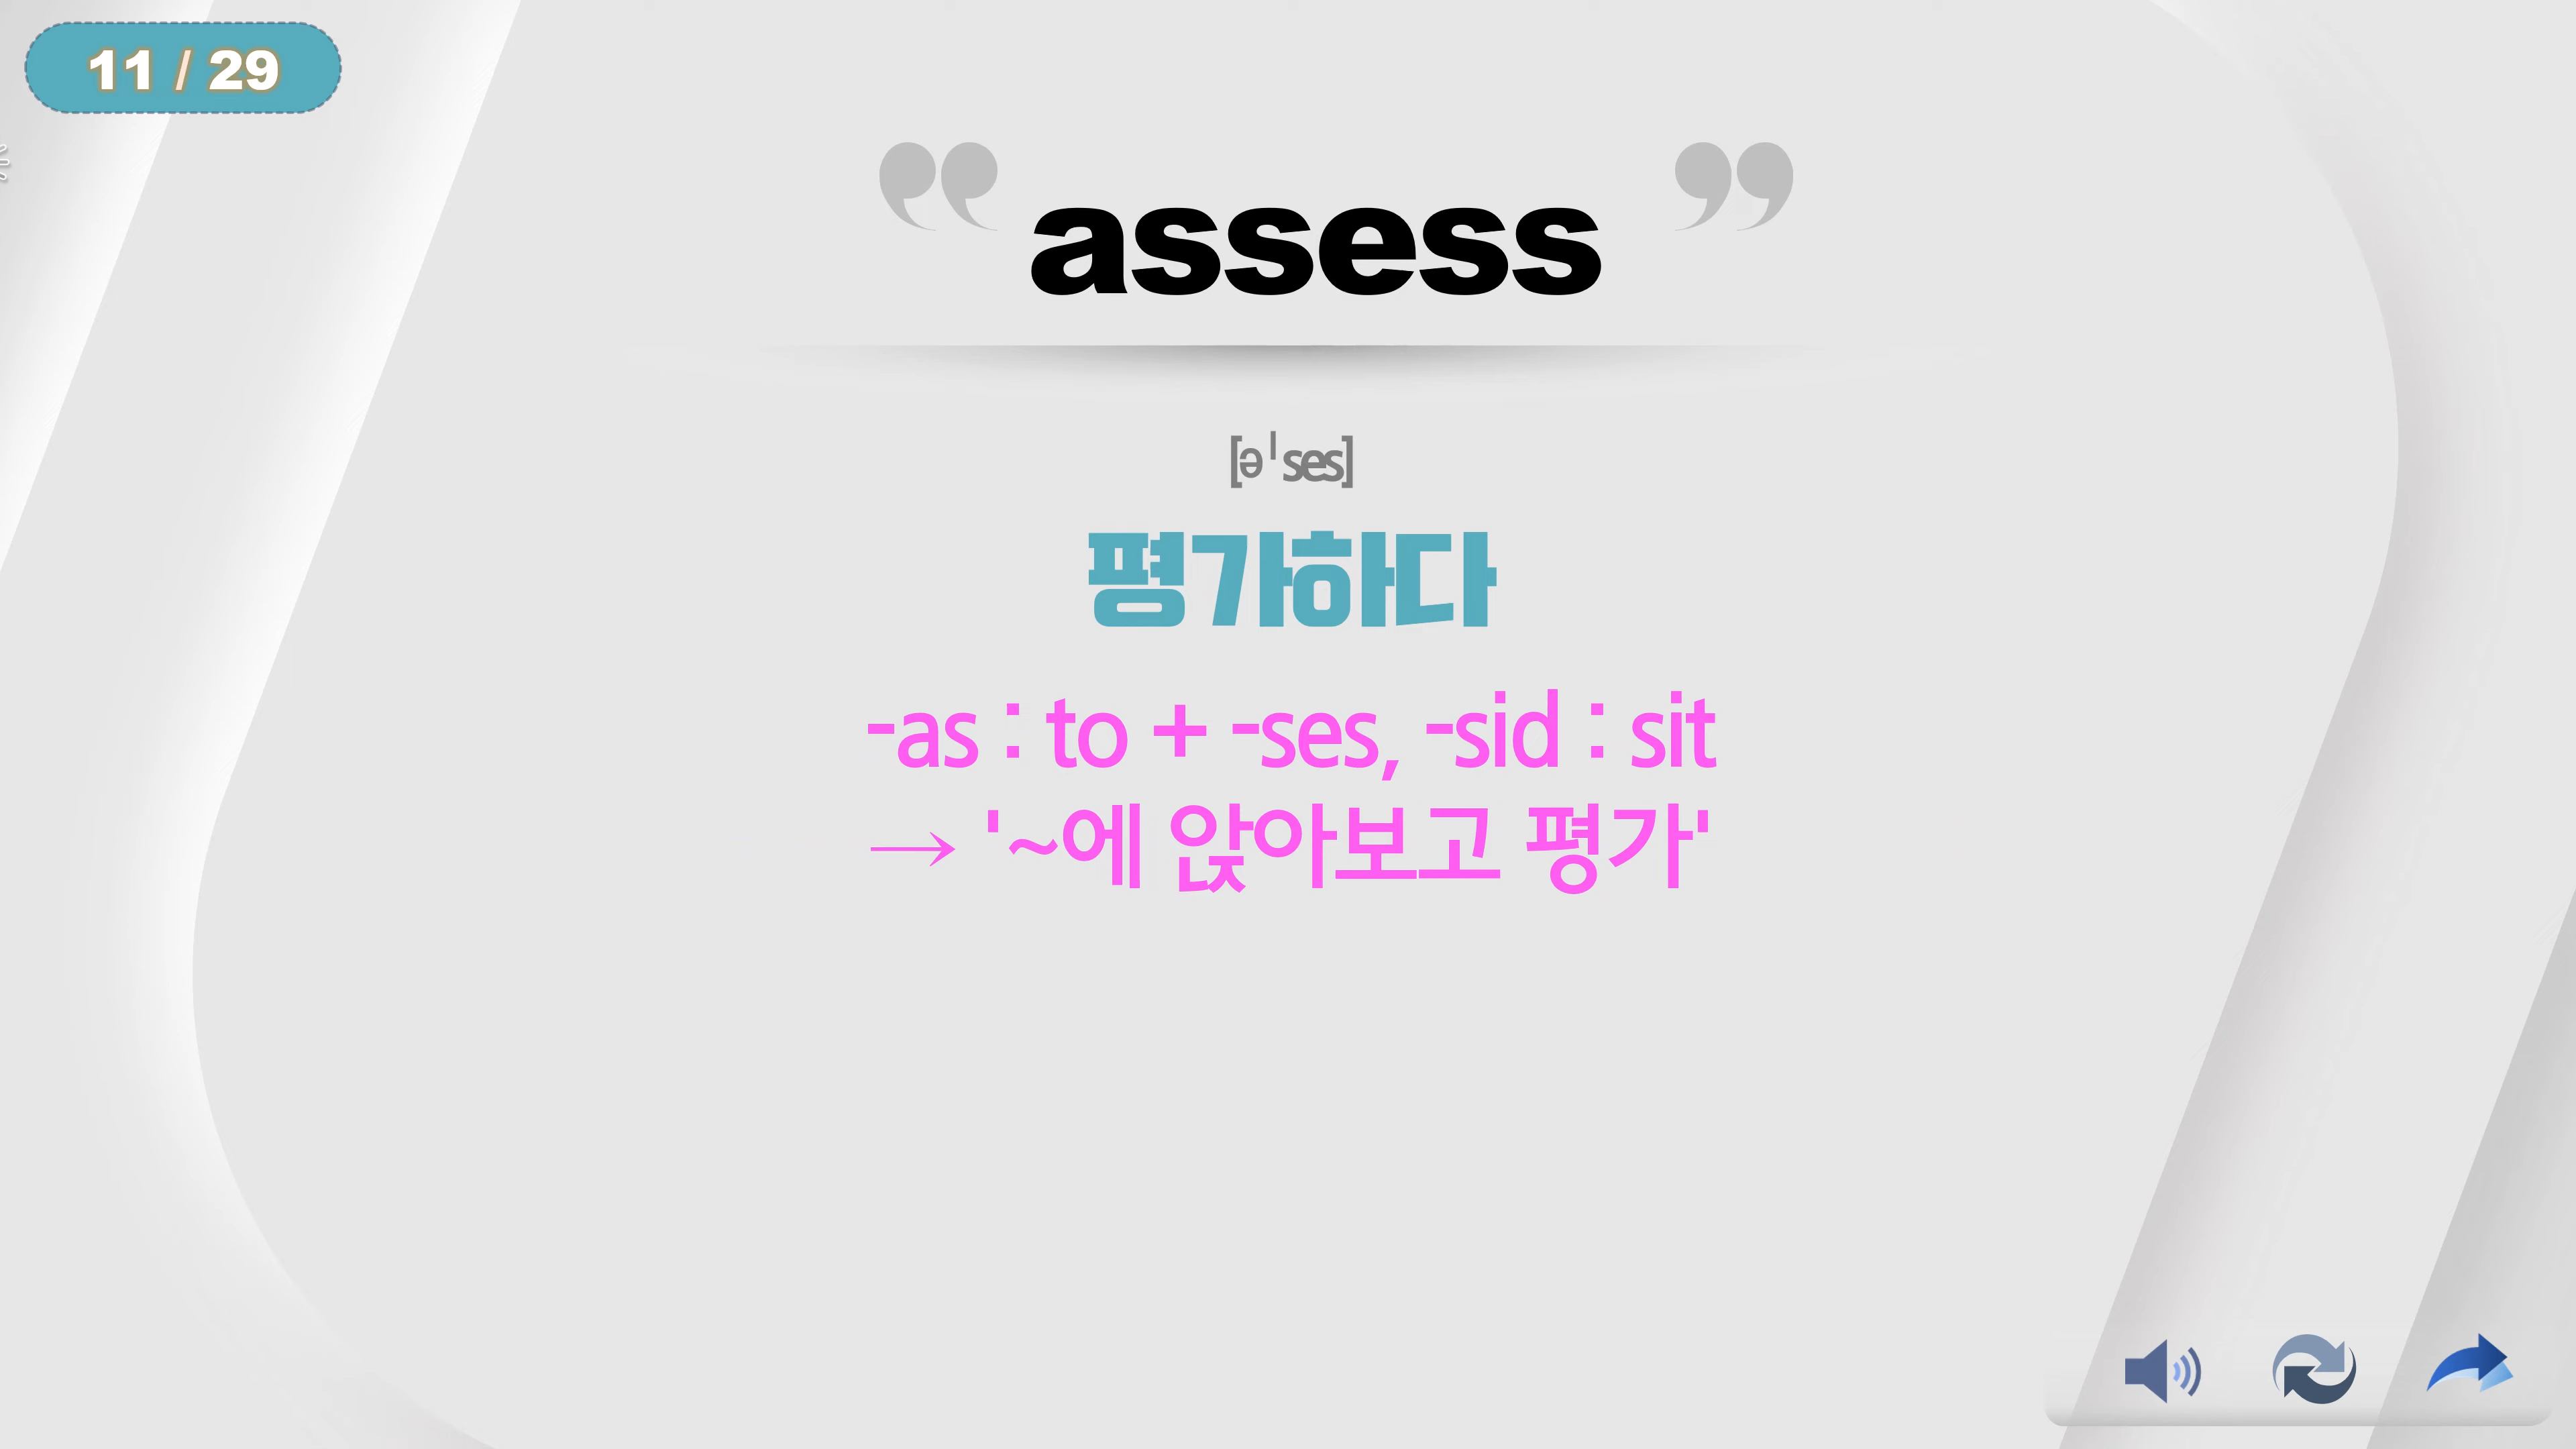 11 / 29
“ assess ”
[əˈses]
평가하다
-as : to + -ses, -sid : sit
→ '~에 앉아보고 평가'